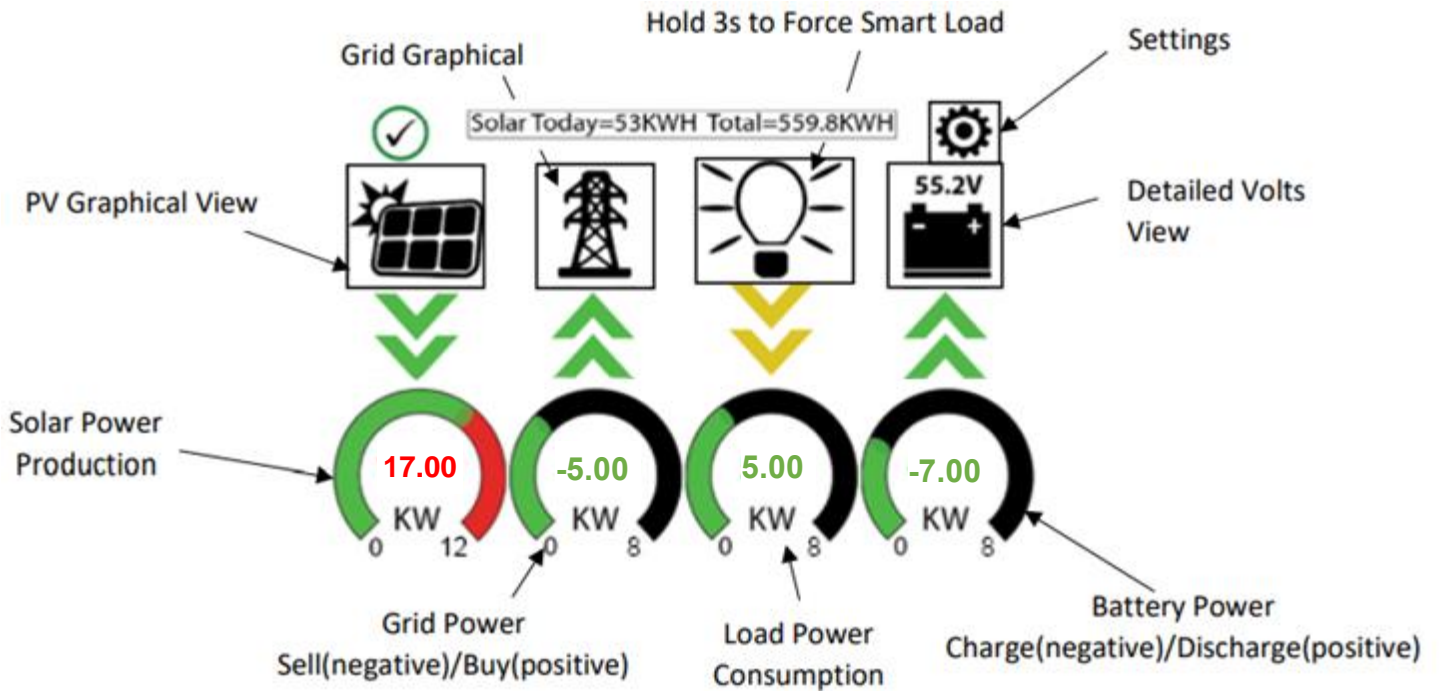 Hold 3s to Force Smart Load
Settings
Grid Graphical
Solar Today=53KWH Total=559.8KWH
PV Graphical View
55.2V
- +
Detailed Volts
View
Solar Power
Production
17.00
KW
0 12
-5.00
KW
0 8
5.00
KW
0 8
-7.00
KW
0 8
Grid Power
Sell(negative)/Buy(positive)
Load Power
Consumption
Battery Power
Charge(negative)/Discharge(positive)